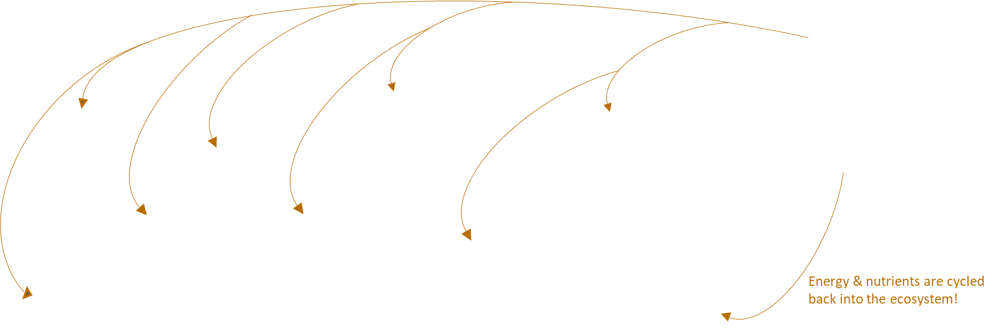 Energy & nutrients are cycled
back into the ecosystem!